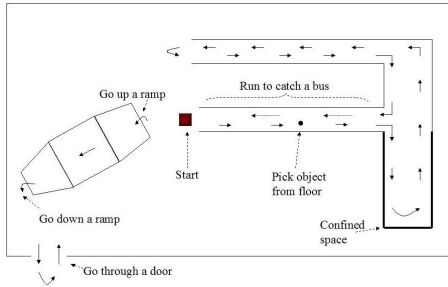 Go up a ramp
Run to catch a bus
Start
Pick object
from floor
Go down a ramp
Confined
space
Go through a door